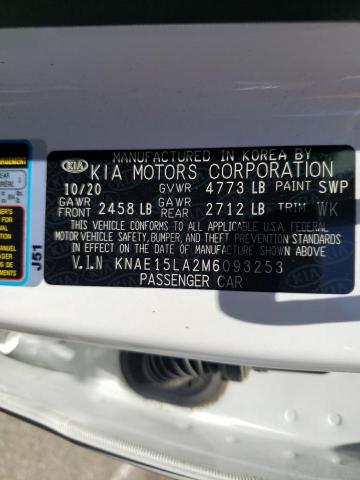 MANUFACTURED IN KOREA BY
KIA KIA MOTORS CORPORATION
10/20 GVWR 4773 LB PAINT SWP
GAWR FRONT 2458 LB GAWR REAR 2712 LB TRIM WK
THIS VEHICLE CONFORMS TO ALL APPLICABLE U.S.A. FEDERAL
MOTOR VEHICLE SAFETY, BUMPER, AND THEFT PREVENTION STANDARDS
IN EFFECT ON THE DATE OF MANUFACTURE SHOWN ABOVE
V.I.N KNAE15LA2M6093253
PASSENGER CAR
J51